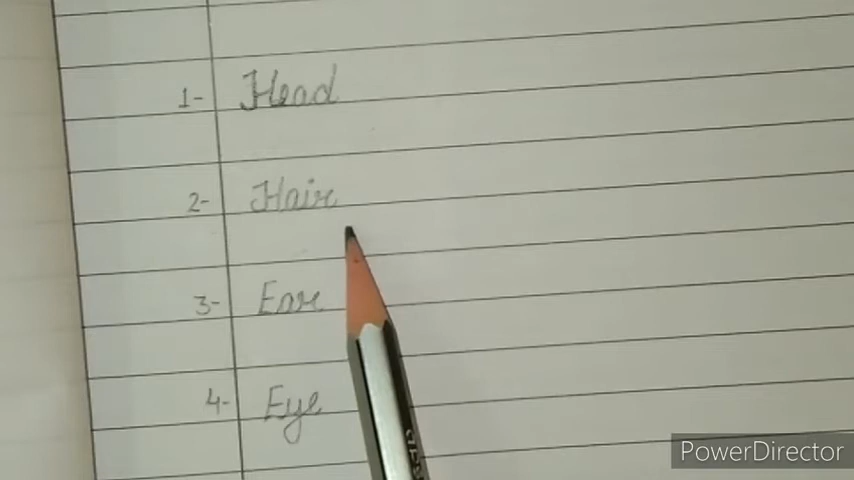 1- Head
2- Hair
3- Ear
4- Eye
PowerDirector